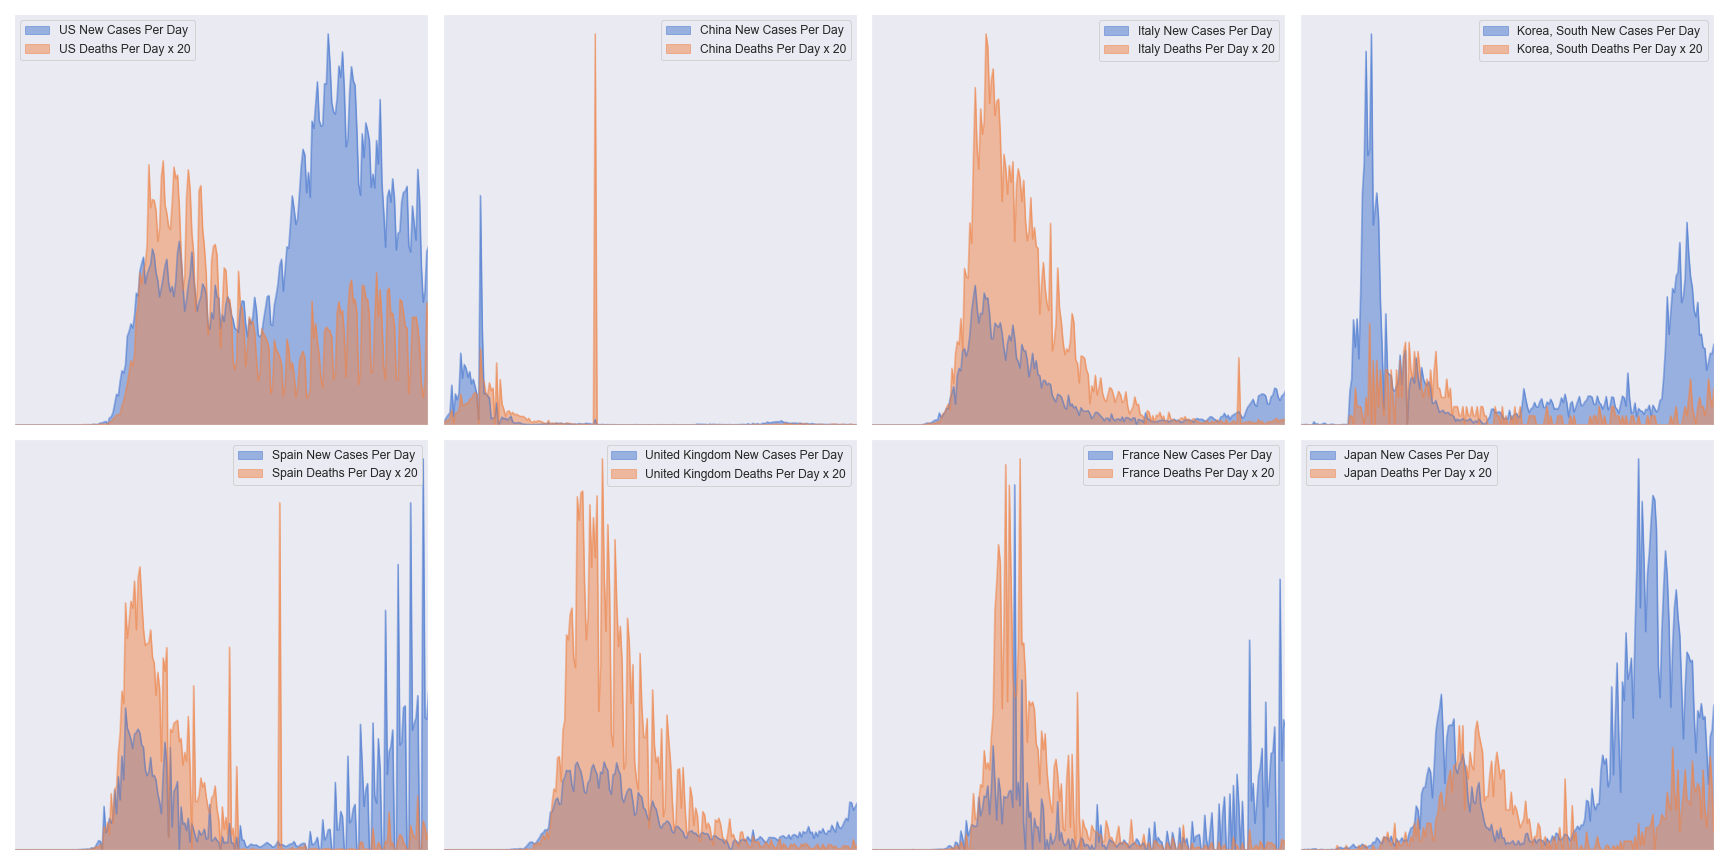 US New Cases Per Day
US Deaths Per Day x 20
China New Cases Per Day
China Deaths Per Day x 20
Italy New Cases Per Day
Italy Deaths Per Day x 20
Korea, South New Cases Per Day
Korea, South Deaths Per Day x 20
Spain New Cases Per Day
Spain Deaths Per Day x 20
United Kingdom New Cases Per Day
United Kingdom Deaths Per Day x 20
France New Cases Per Day
France Deaths Per Day x 20
Japan New Cases Per Day
Japan Deaths Per Day x 20